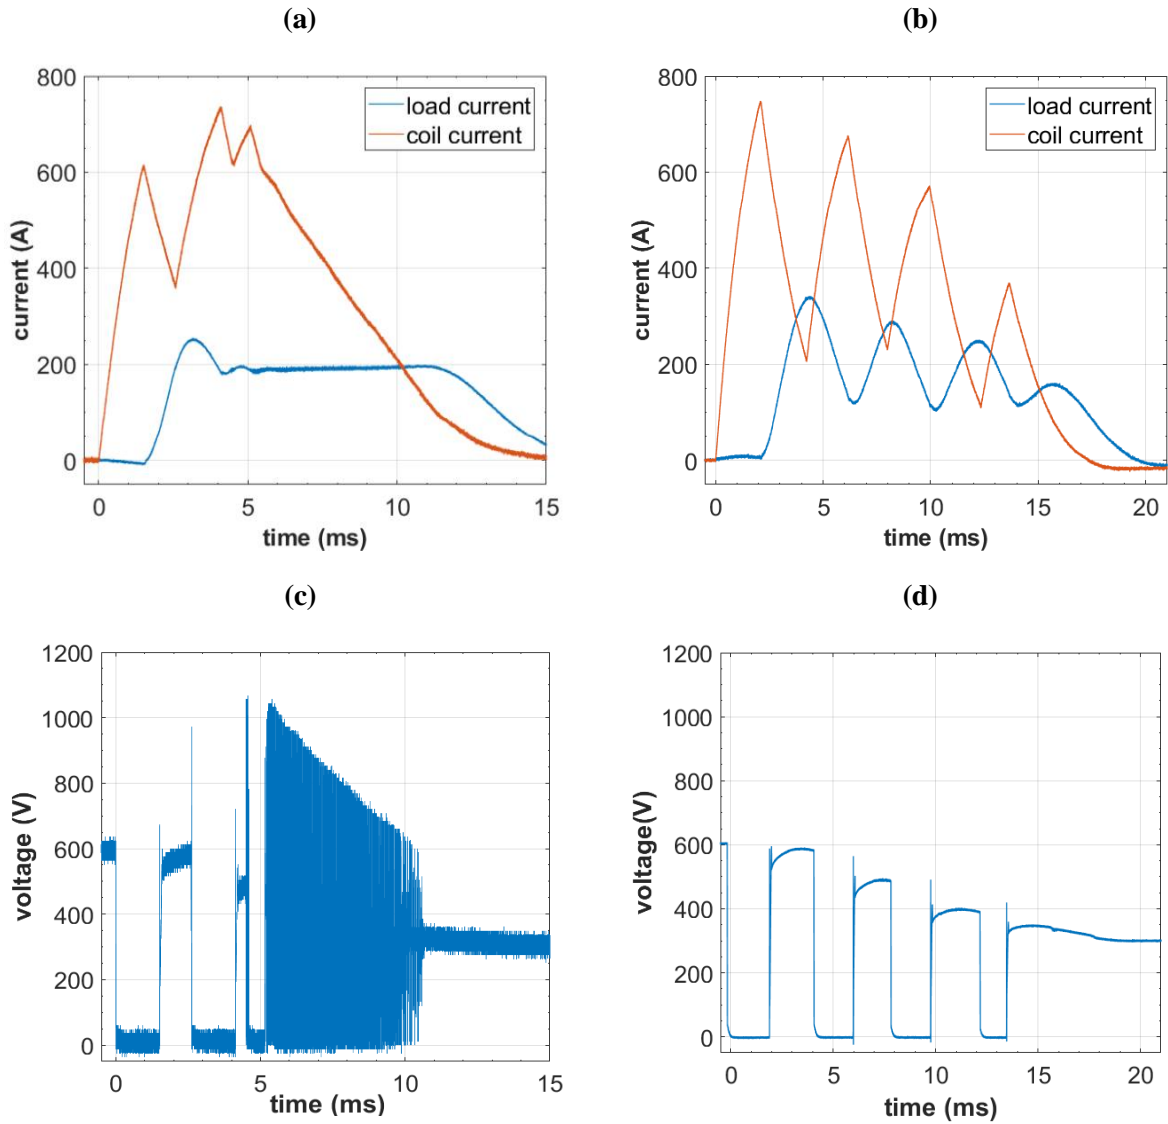 (a)
800
600
400
200
0
current (A)
load current
coil current
0 5 10 15
time (ms)
(b)
800
600
400
200
0
current (A)
load current
coil current
0 5 10 15 20
time (ms)
(c)
1200
1000
800
600
400
200
0
voltage (V)
0 5 10 15
time (ms)
(d)
1200
1000
800
600
400
200
0
voltage(V)
0 5 10 15 20
time (ms)